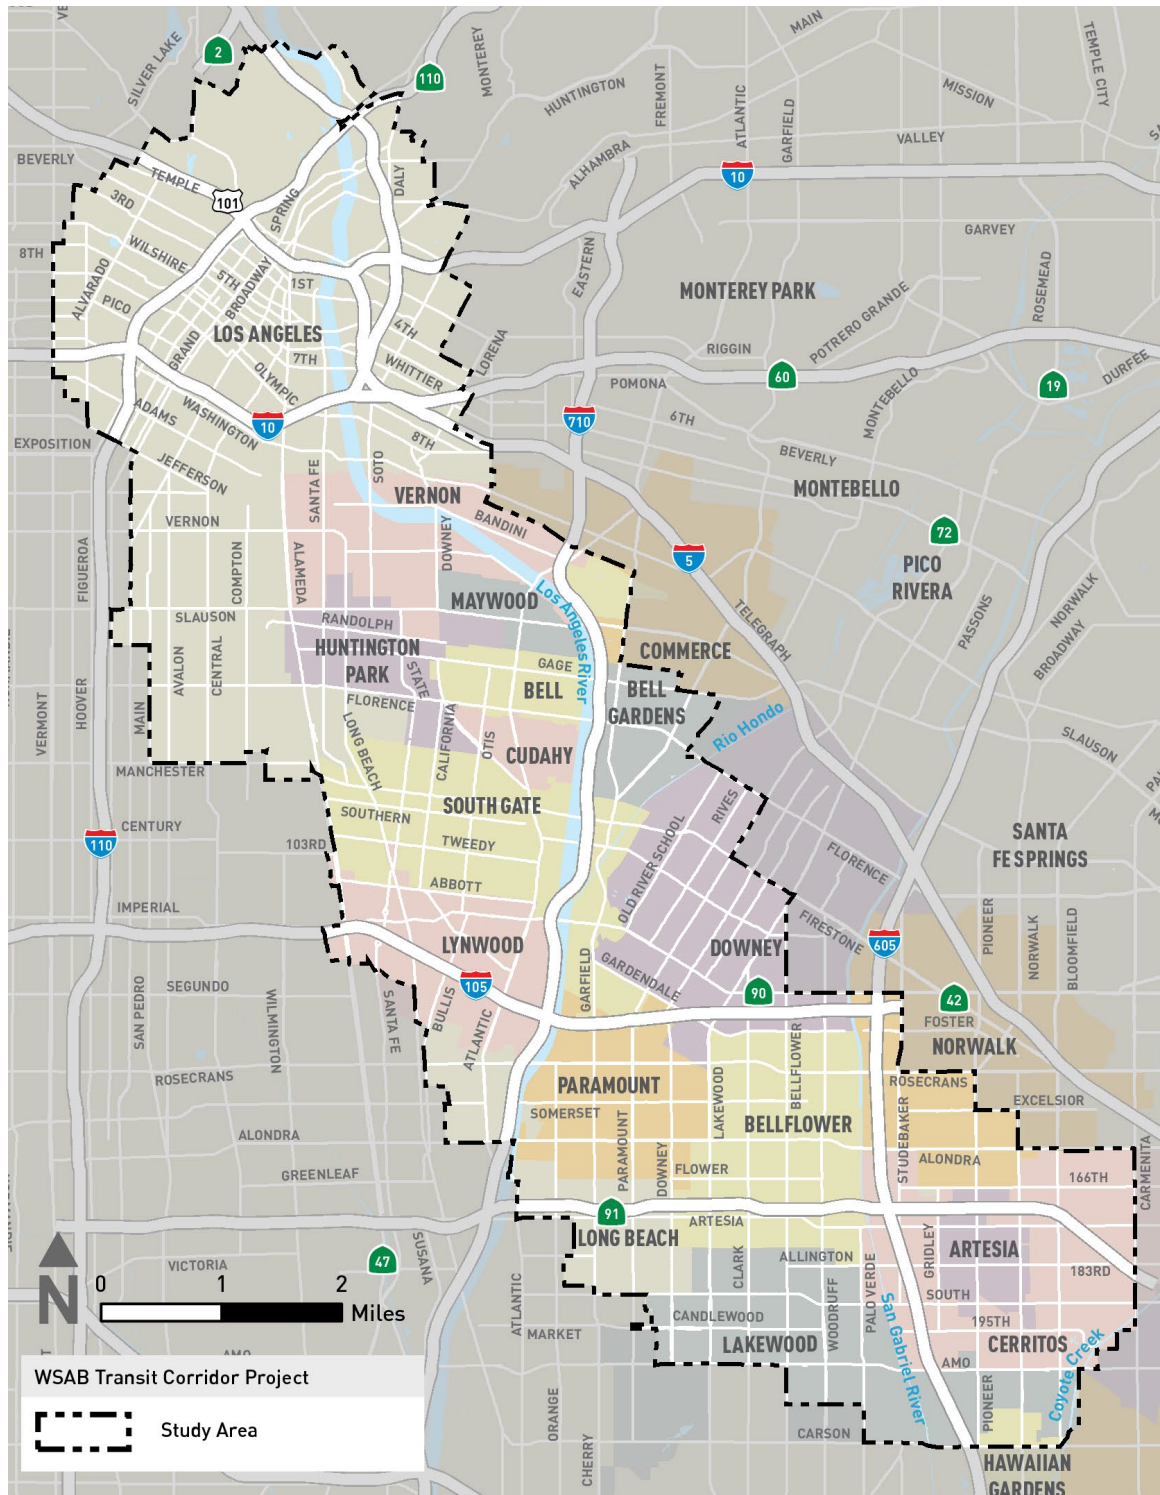 SILVER LAKE
2
110
MONTEREY
HUNTINGTON
FREMONT
MAIN
ATLANTIC
GARFIELD
MISSION
TEMPLE CITY
VALLEY
BEVERLY
TEMPLE
101
SPRING
DALY
ALHAMBRA
10
3RD
GARVEY
8TH
WILSHIRE
5TH
BROADWAY
1ST
EASTERN
ROSEMEAD
ALVARADO
PICO
MONTEREY PARK
POTRERO GRANDE
LOS ANGELES
GRAND
4TH
7TH
WHITTIER
LORENA
RIGGIN
OLYMPIC
60
POMONA
19
DURFEE
ADAMS
WASHINGTON
10
710
6TH
MONTEBELLO
EXPOSITION
8TH
JEFFERSON
SANTA FE
SOTO
BEVERLY
VERNON
MONTEBELLO
VERNON
BANDINI
DOWNEY
72
FIGUEROA
COMPTON
ALAMEDA
5
PICO
RIVERA
Los Angeles River
MAYWOOD
SLAUSON
RANDOLPH
TELEGRAPH
PASSONS
NORWALK
BROADWAY
HUNTINGTON
PARK
AVALON
CENTRAL
COMMERCE
STATE
GAGE
BELL
BELL
GARDENS
VERMONT
HOOVER
MAIN
FLORENCE
LONG BEACH
CALIFORNIA
OTIS
CUDAHY
Rio Hondo
SLAUSON
MANCHESTER
SOUTH GATE
SOUTHERN
RIVES
CENTURY
110
103RD
TWEEDY
OLD RIVER SCHOOL
FLORENCE
SANTA
FE SPRINGS
ABBOTT
IMPERIAL
FIRESTONE
PIONEER
NORWALK
BLOOMFIELD
LYNWOOD
DOWNEY
605
GARDENDALE
SAN PEDRO
SEGUNDO
WILMINGTON
SANTA FE
BULLIS
105
GARFIELD
90
42
FOSTER
NORWALK
ATLANTIC
ROSECRANS
PARAMOUNT
LAKEWOOD
BELLFLOWER
ROSECRANS
EXCELSIOR
SOMERSET
BELLFLOWER
STUDEBAKER
ALONDRA
PARAMOUNT
DOWNEY
FLOWER
ALONDRA
GREENLEAF
166TH
CARMENITA
91
ARTESIA
LONG BEACH
CLARK
ALLINGTON
PALO VERDE
GRIDLEY
ARTESIA
183RD
N
VICTORIA
47
SUSANA
0 1 2
Miles
ATLANTIC
MARKET
CANDLEWOOD
WOODRUFF
SOUTH
195TH
LAKEWOOD
San Gabriel River
CERRITOS
Coyote Creek
AMO
PIONEER
WSAB Transit Corridor Project
Study Area
ORANGE
CHERRY
CARSON
HAWAIIAN
GARDENS